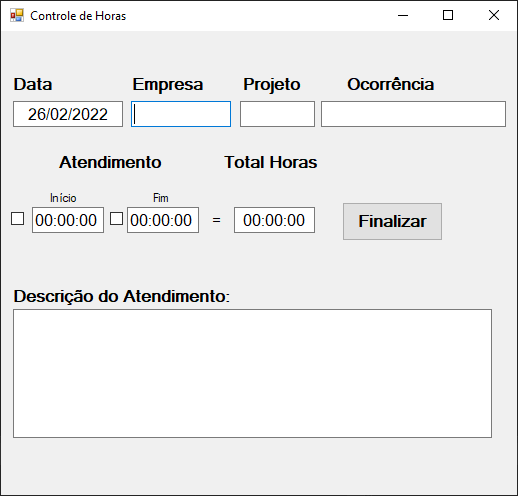 Controle de Horas
Data Empresa Projeto Ocorrência
26/02/2022
Atendimento Total Horas
Início Fim
00:00:00 00:00:00 = 00:00:00 Finalizar
Descrição do Atendimento: